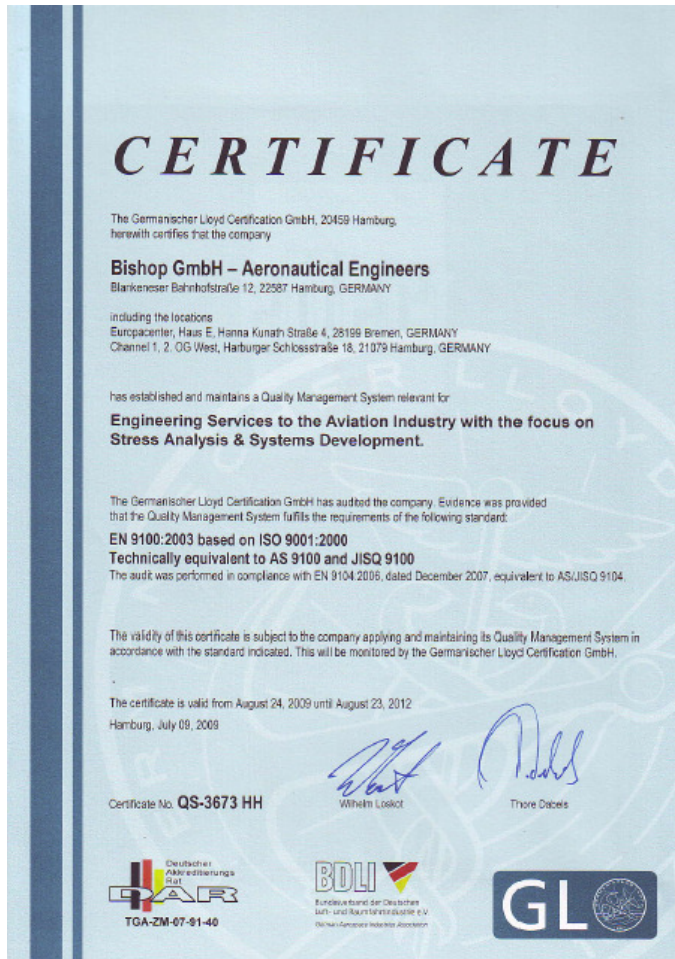 CERTIFICATE
The Germanischer Lloyd Certification GmbH, 20459 Hamburg,
herewith certifies that the company
Bishop GmbH – Aeronautical Engineers
Blankeneser Bahnhofstraße 12, 22587 Hamburg, GERMANY
including the locations
Europacenter, Haus E, Hanna Kunath Straße 4, 28199 Bremen, GERMANY
Channel 1, 2. OG West, Harburger Schlossstraße 18, 21079 Hamburg, GERMANY
has established and maintains a Quality Management System relevant for
Engineering Services to the Aviation Industry with the focus on
Stress Analysis & Systems Development.
The Germanischer Lloyd Certification GmbH has audited the company. Evidence was provided
that the Quality Management System fulfills the requirements of the following standard:
EN 9100:2003 based on ISO 9001:2000
Technically equivalent to AS 9100 and JISQ 9100
The audit was performed in compliance with EN 9104:2006, dated December 2007, equivalent to AS/JISQ 9104.
The validity of this certificate is subject to the company applying and maintaining its Quality Management System in
accordance with the standard indicated. This will be monitored by the Germanischer Lloyd Certification GmbH.
The certificate is valid from August 24, 2009 until August 23, 2012
Hamburg, July 09, 2009
Certificate No. QS-3673 HH
Wilhelm Loskot
Thore Dabels
Deutscher
Akkreditierungs
Rat
DAR
TGA-ZM-07-91-40
BDLI
Bundesverband der Deutschen
Luft- und Raumfahrtindustrie e.V.
German Aerospace Industries Association
GL